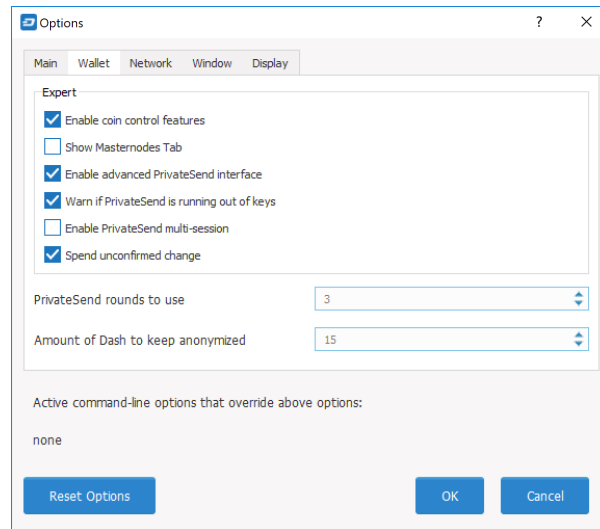 Options
?
Main Wallet Network Window Display
Expert
Enable coin control features
Show Masternodes Tab
Enable advanced PrivateSend interface
Warn if PrivateSend is running out of keys
Enable PrivateSend multi-session
Spend unconfirmed change
PrivateSend rounds to use 3
Amount of Dash to keep anonymized 15
Active command-line options that override above options:
none
Reset Options OK Cancel